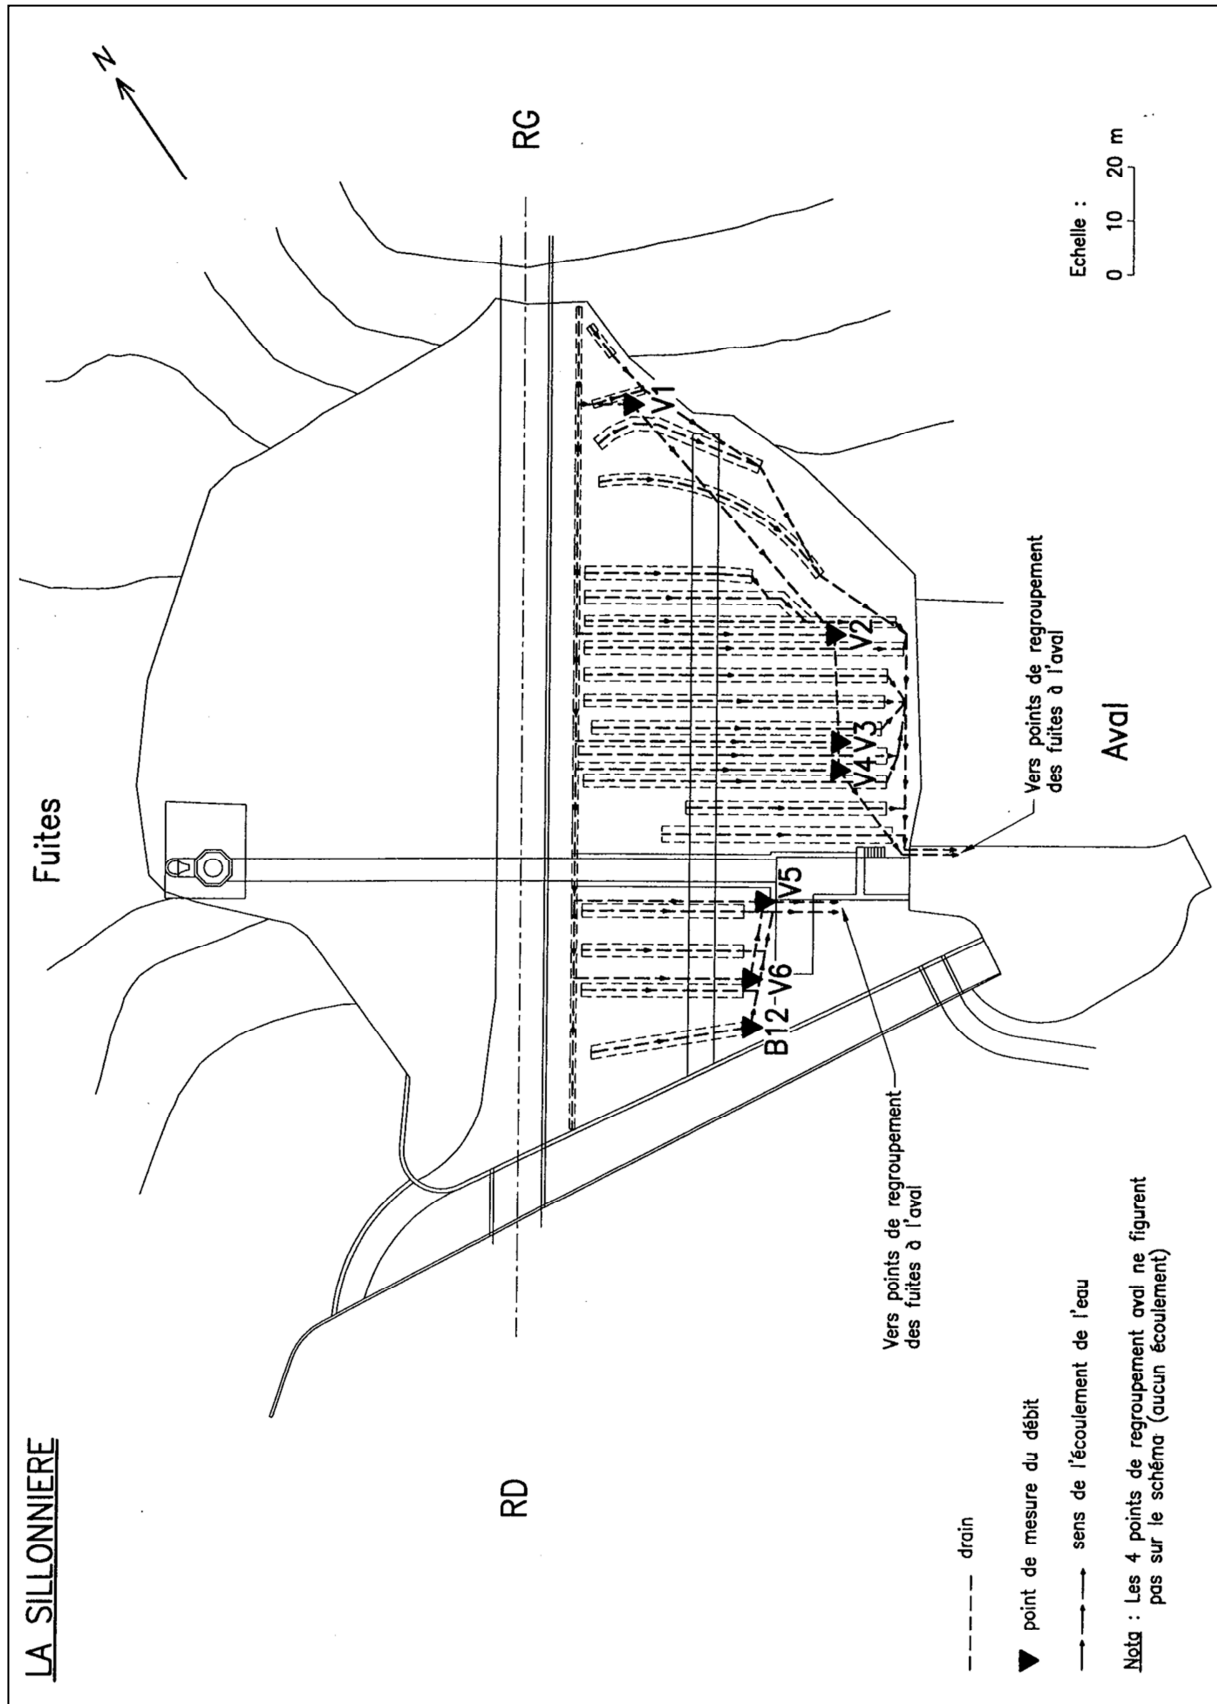 LA SILLONNIERE
Fuites
N
RD
RG
Aval
V1
V2
V3
V4
V5
V6
B12
Vers points de regroupement
des fuites à l'aval
Vers points de regroupement
des fuites à l'aval
Echelle :
0 10 20 m
drain
point de mesure du débit
sens de l'écoulement de l'eau
Nota : Les 4 points de regroupement aval ne figurent
pas sur le schéma (aucun écoulement)